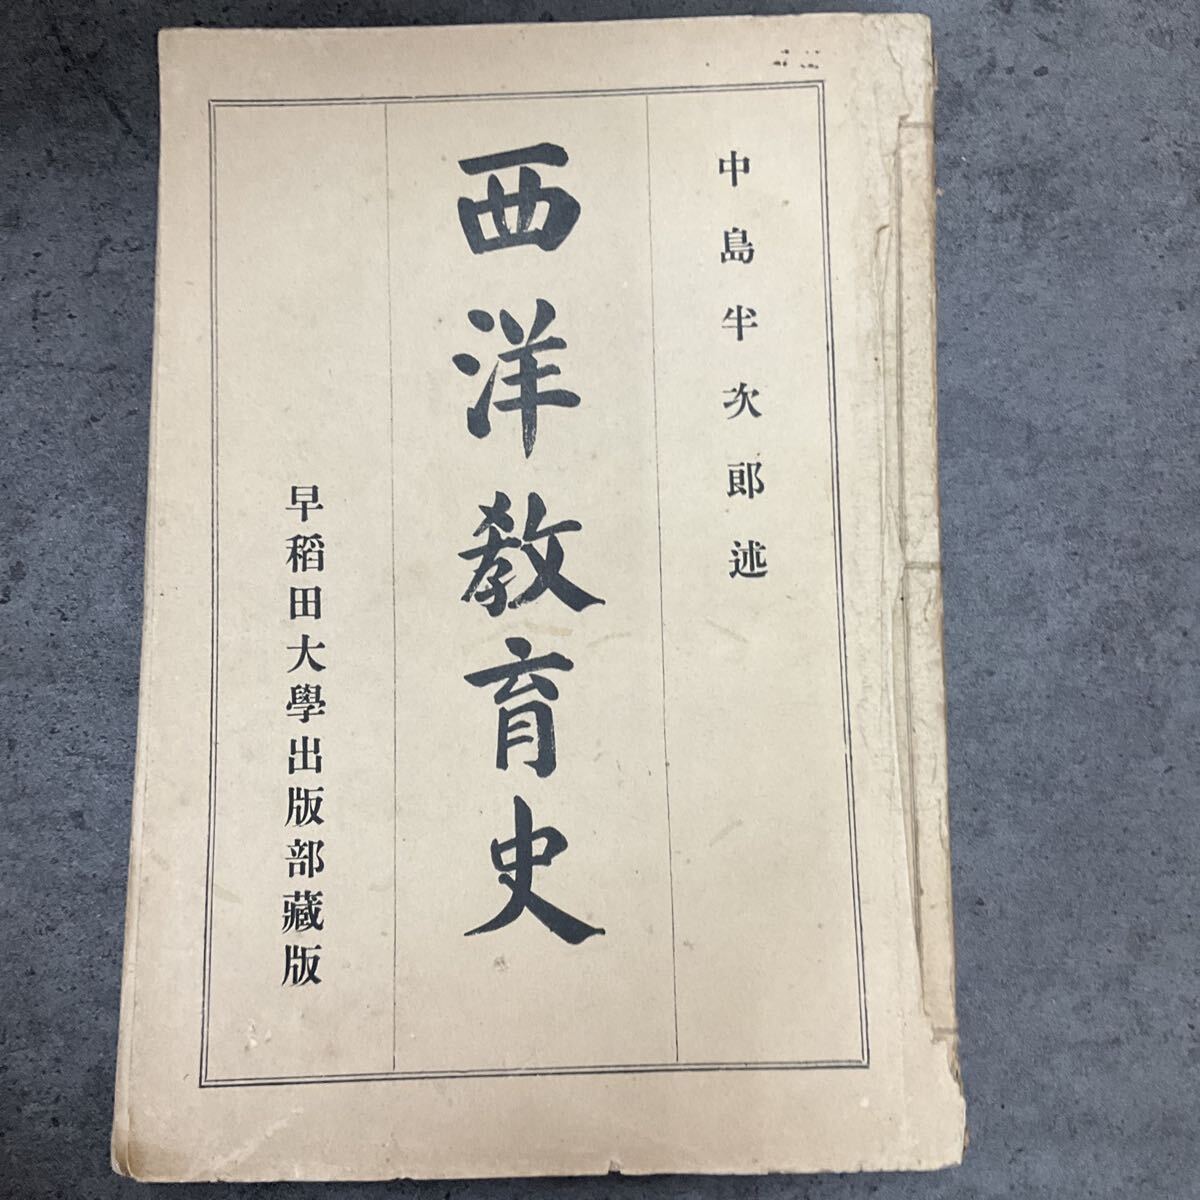 中島半次郎述
西洋教育史
早稻田大學出版部藏版